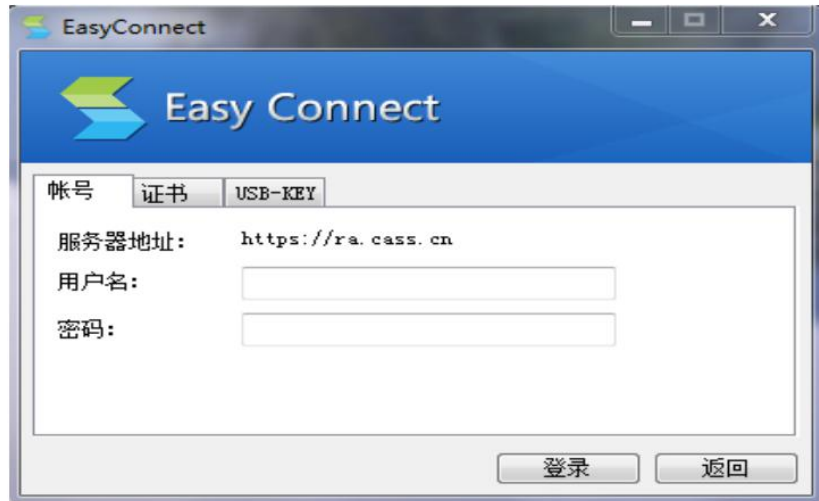 EasyConnect
Easy Connect
帐号 证书 USB-KEY
服务器地址: https://ra.cass.cn
用户名:
密码:
登录 返回